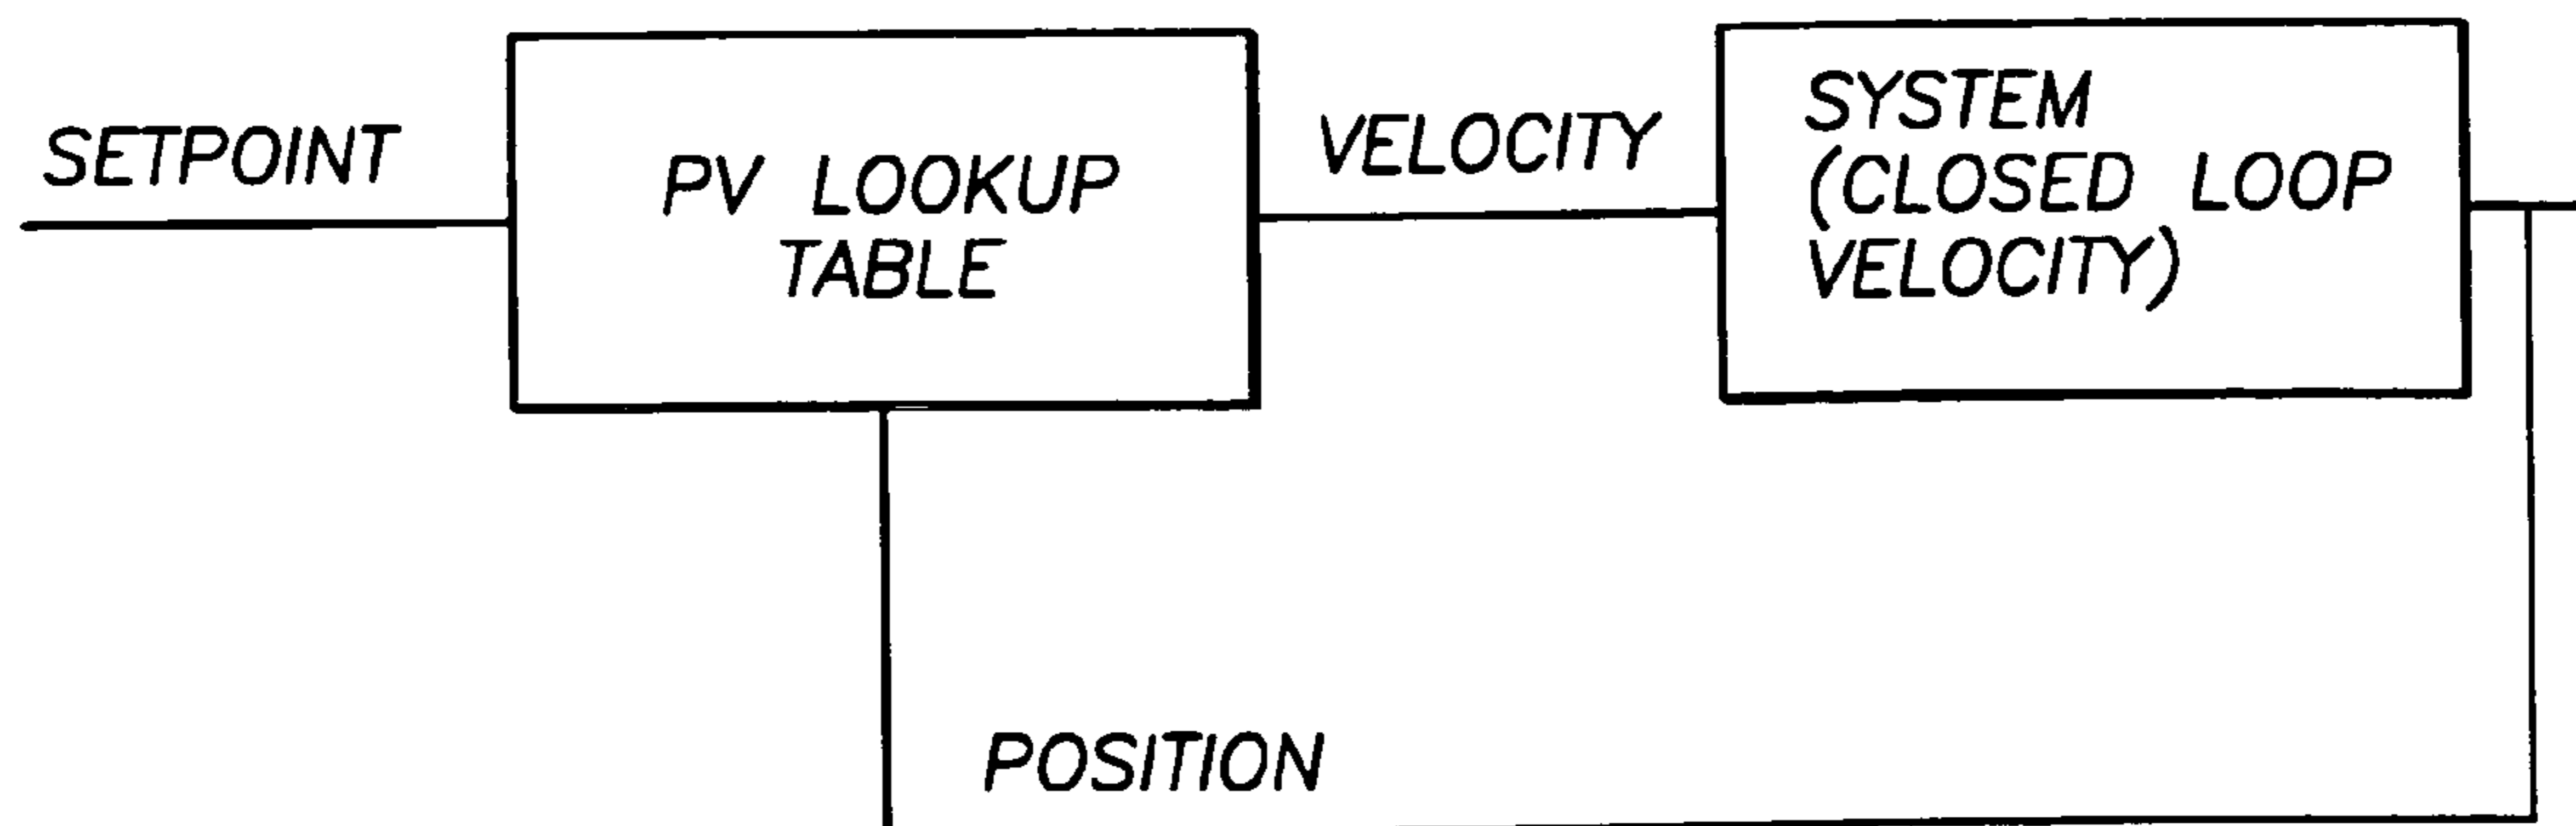 SETPOINT
PV LOOKUP
TABLE
VELOCITY
SYSTEM
(CLOSED LOOP
VELOCITY)
POSITION